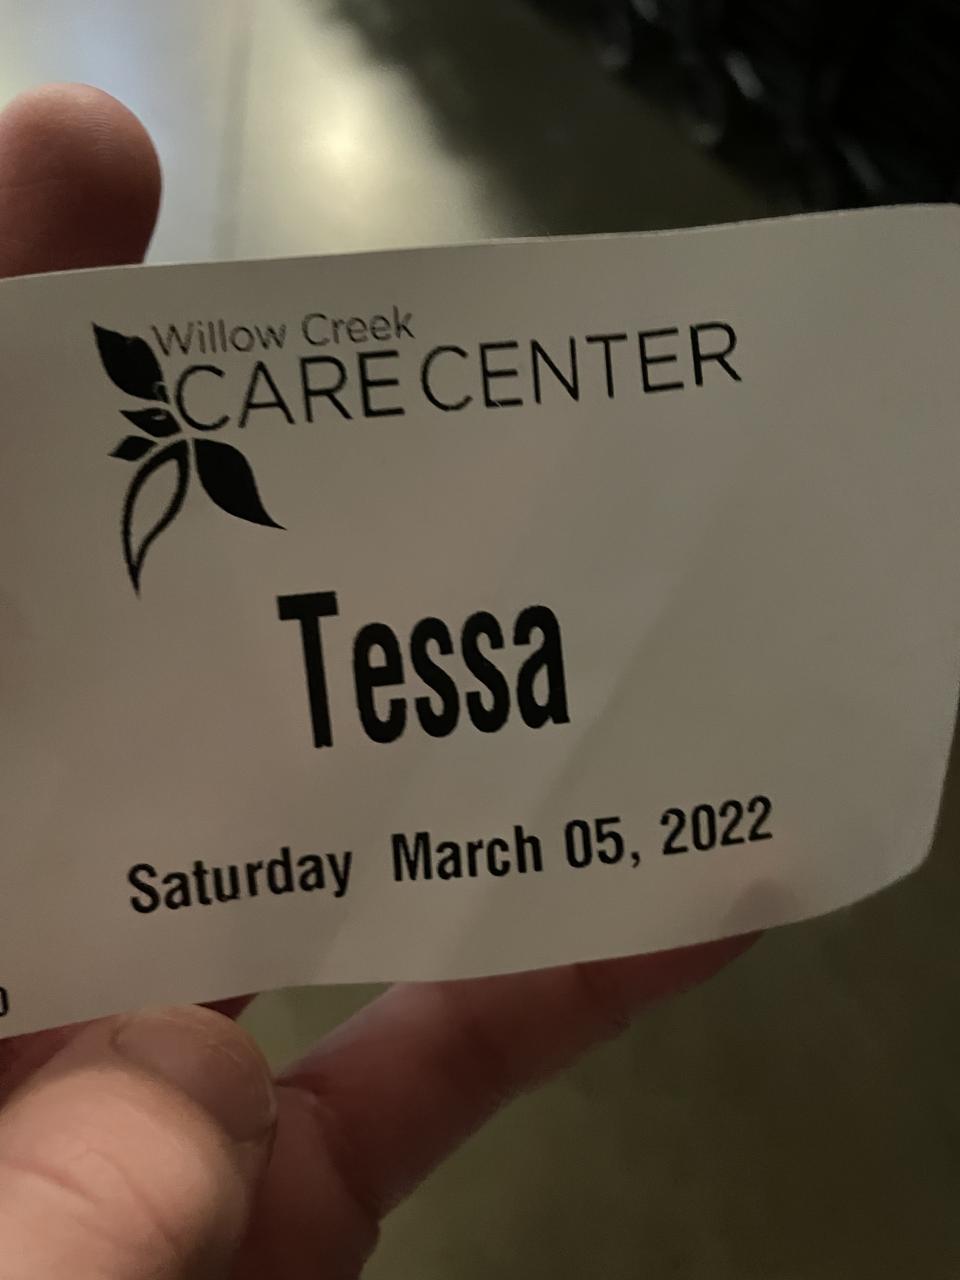 Willow Creek
CARE CENTER
Tessa
Saturday March 05, 2022